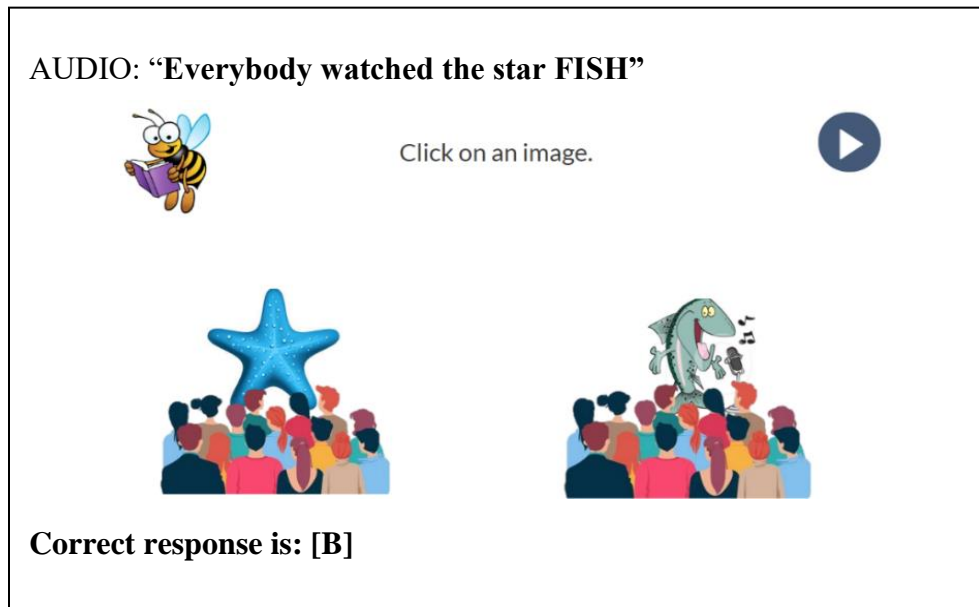 AUDIO: “Everybody watched the star FISH”
Click on an image.
Correct response is: [B]